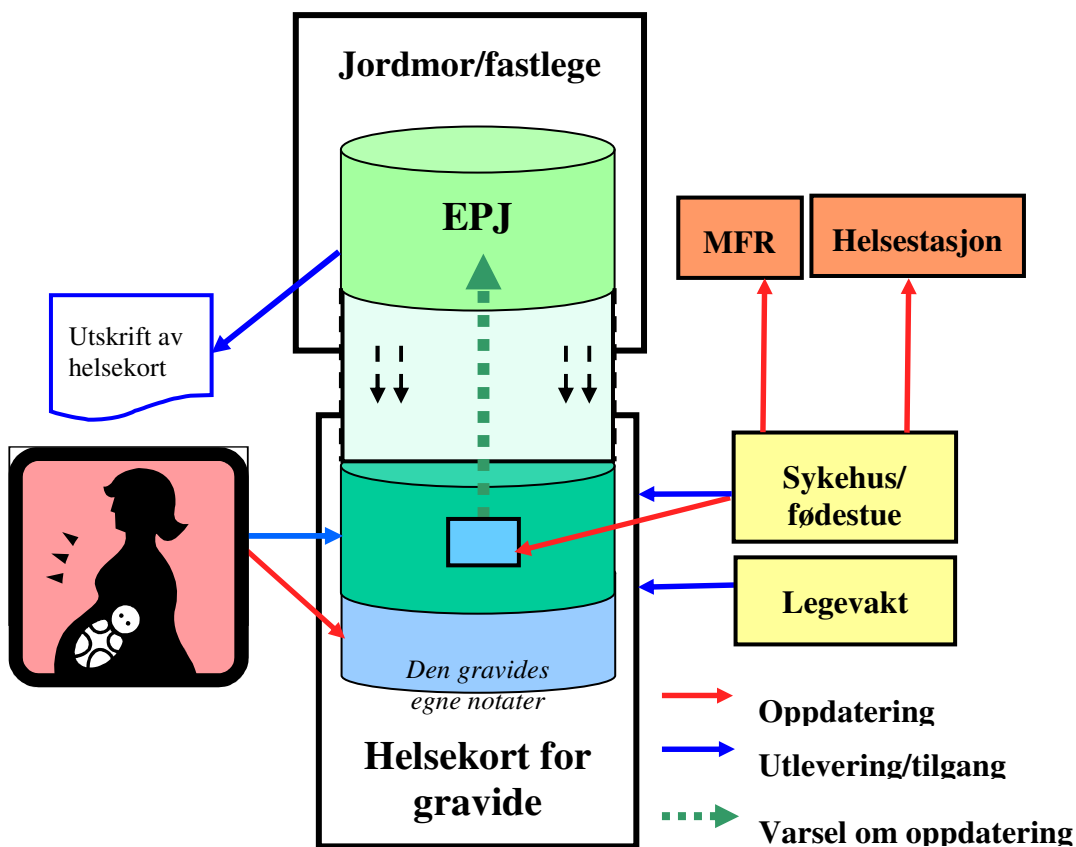 Jordmor/fastlege
EPJ
MFR
Helsestasjon
Utskrift av
helsekort
Sykehus/
fødestue
Legevakt
Den gravides
egne notater
Helsekort for
gravide
Oppdatering
Utlevering/tilgang
Varsel om oppdatering